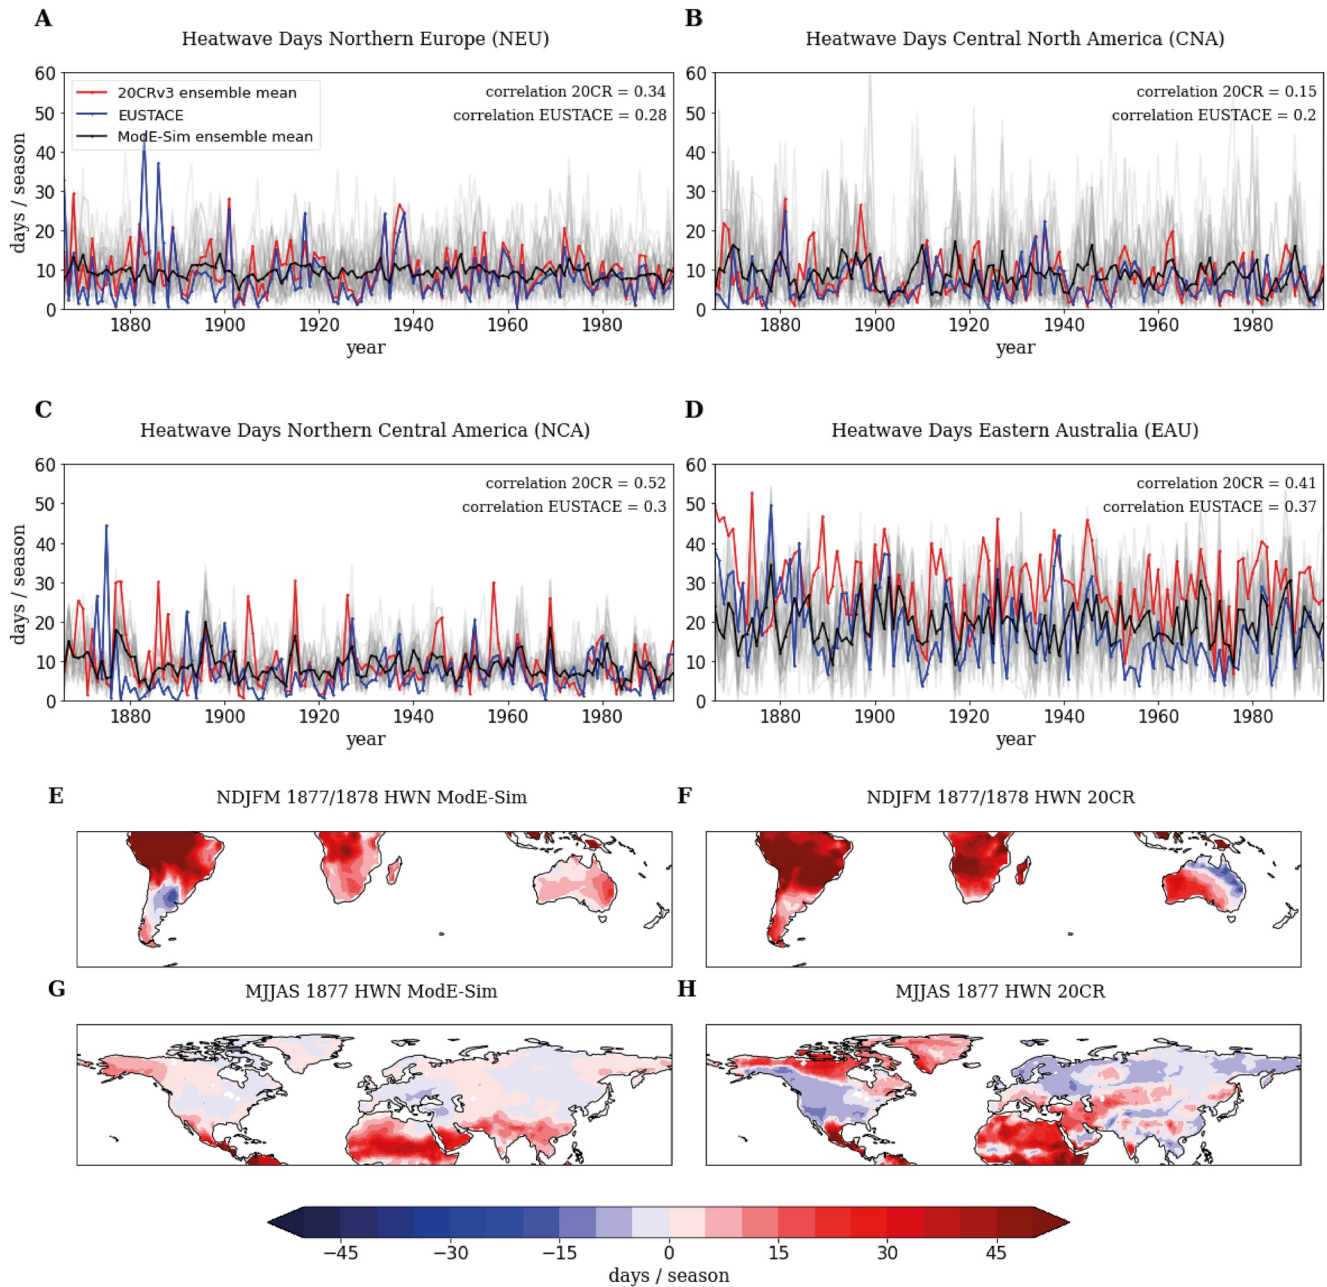 A
Heatwave Days Northern Europe (NEU)
60
50
40
30
20
10
0
days / season
20CRv3 ensemble mean
EUSTACE
ModE-Sim ensemble mean
correlation 20CR = 0.34
correlation EUSTACE = 0.28
1880
1900
1920
1940
1960
1980
year
B
Heatwave Days Central North America (CNA)
60
50
40
30
20
10
0
correlation 20CR = 0.15
correlation EUSTACE = 0.2
1880
1900
1920
1940
1960
1980
year
C
Heatwave Days Northern Central America (NCA)
60
50
40
30
20
10
0
days / season
correlation 20CR = 0.52
correlation EUSTACE = 0.3
1880
1900
1920
1940
1960
1980
year
D
Heatwave Days Eastern Australia (EAU)
60
50
40
30
20
10
0
correlation 20CR = 0.41
correlation EUSTACE = 0.37
1880
1900
1920
1940
1960
1980
year
E
NDJFM 1877/1878 HWN ModE-Sim
F
NDJFM 1877/1878 HWN 20CR
G
MJJAS 1877 HWN ModE-Sim
H
MJJAS 1877 HWN 20CR
−45
−30
−15
0
15
30
45
days / season